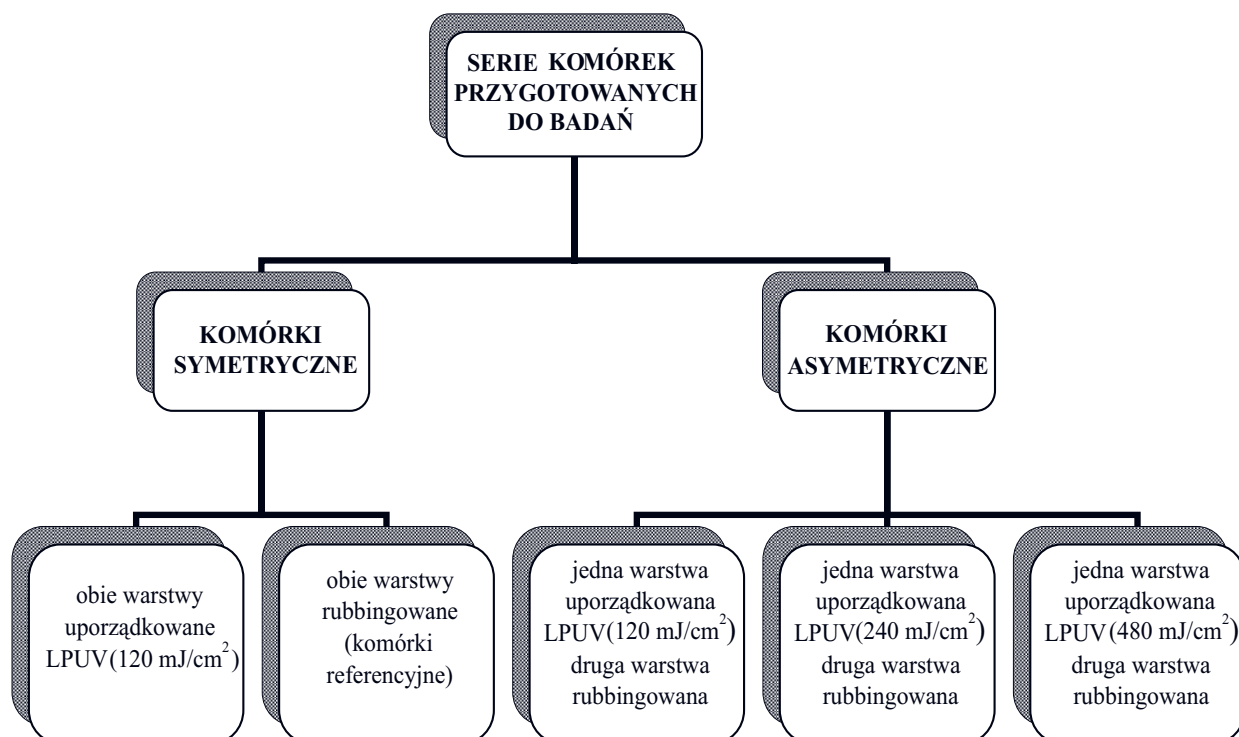 SERIE KOMÓREK
PRZYGOTOWANYCH
DO BADAŃ
KOMÓRKI
SYMETRYCZNE
KOMÓRKI
ASYMETRYCZNE
obie warstwy
uporządkowane
LPUV (120 mJ/cm²)
obie warstwy
rubbingowane
(komórki
referencyjne)
jedna warstwa
uporządkowana
LPUV(120 mJ/cm²)
druga warstwa
rubbingowana
jedna warstwa
uporządkowana
LPUV(240 mJ/cm²)
druga warstwa
rubbingowana
jedna warstwa
uporządkowana
LPUV (480 mJ/cm²)
druga warstwa
rubbingowana